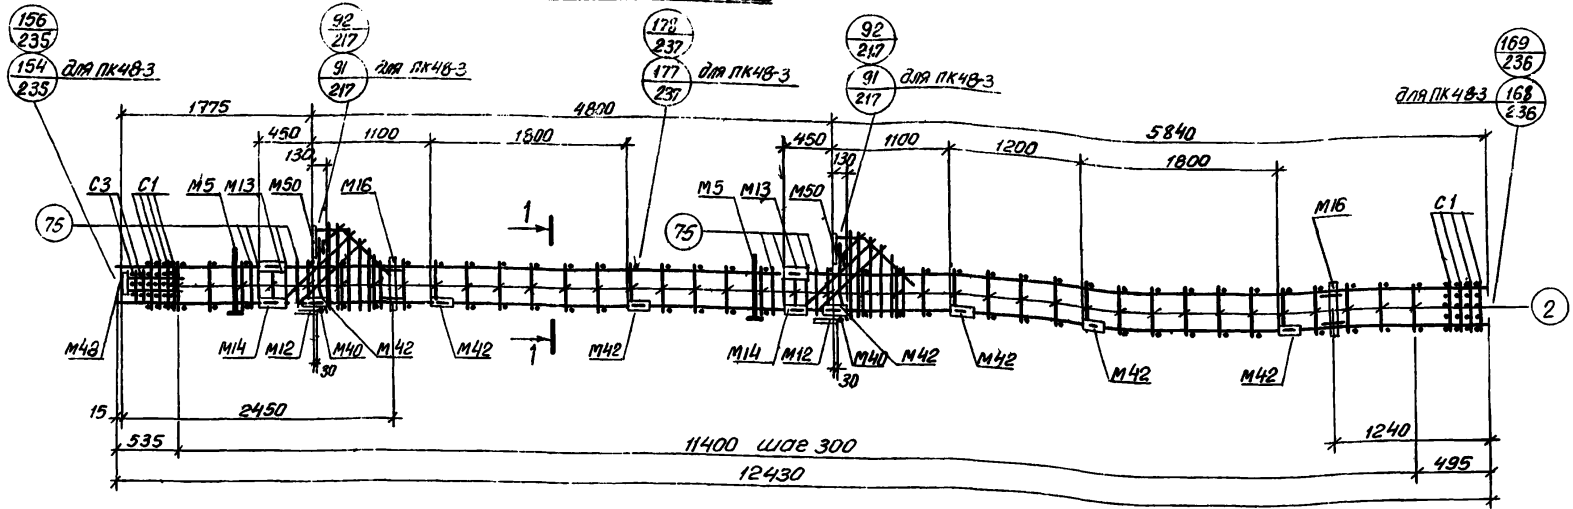 156
235
154
235
для ПК48-3
92
217
91
217
для ПК48-3
178
237
177
237
для ПК48-3
92
217
91
217
для ПК48-3
169
236
для ПК48-3
168
236
1775
4800
5840
450
1100
1800
450
1100
1200
1800
130
130
С3
С1
М5
М13
М50
М16
1
М5
М13
М50
М16
С1
75
75
2
М42
М14
М12
М40
М42
М42
1
М42
М14
М12
М40
М42
М42
М42
М42
30
30
15
2450
1240
535
11400 шаг 300
495
12430